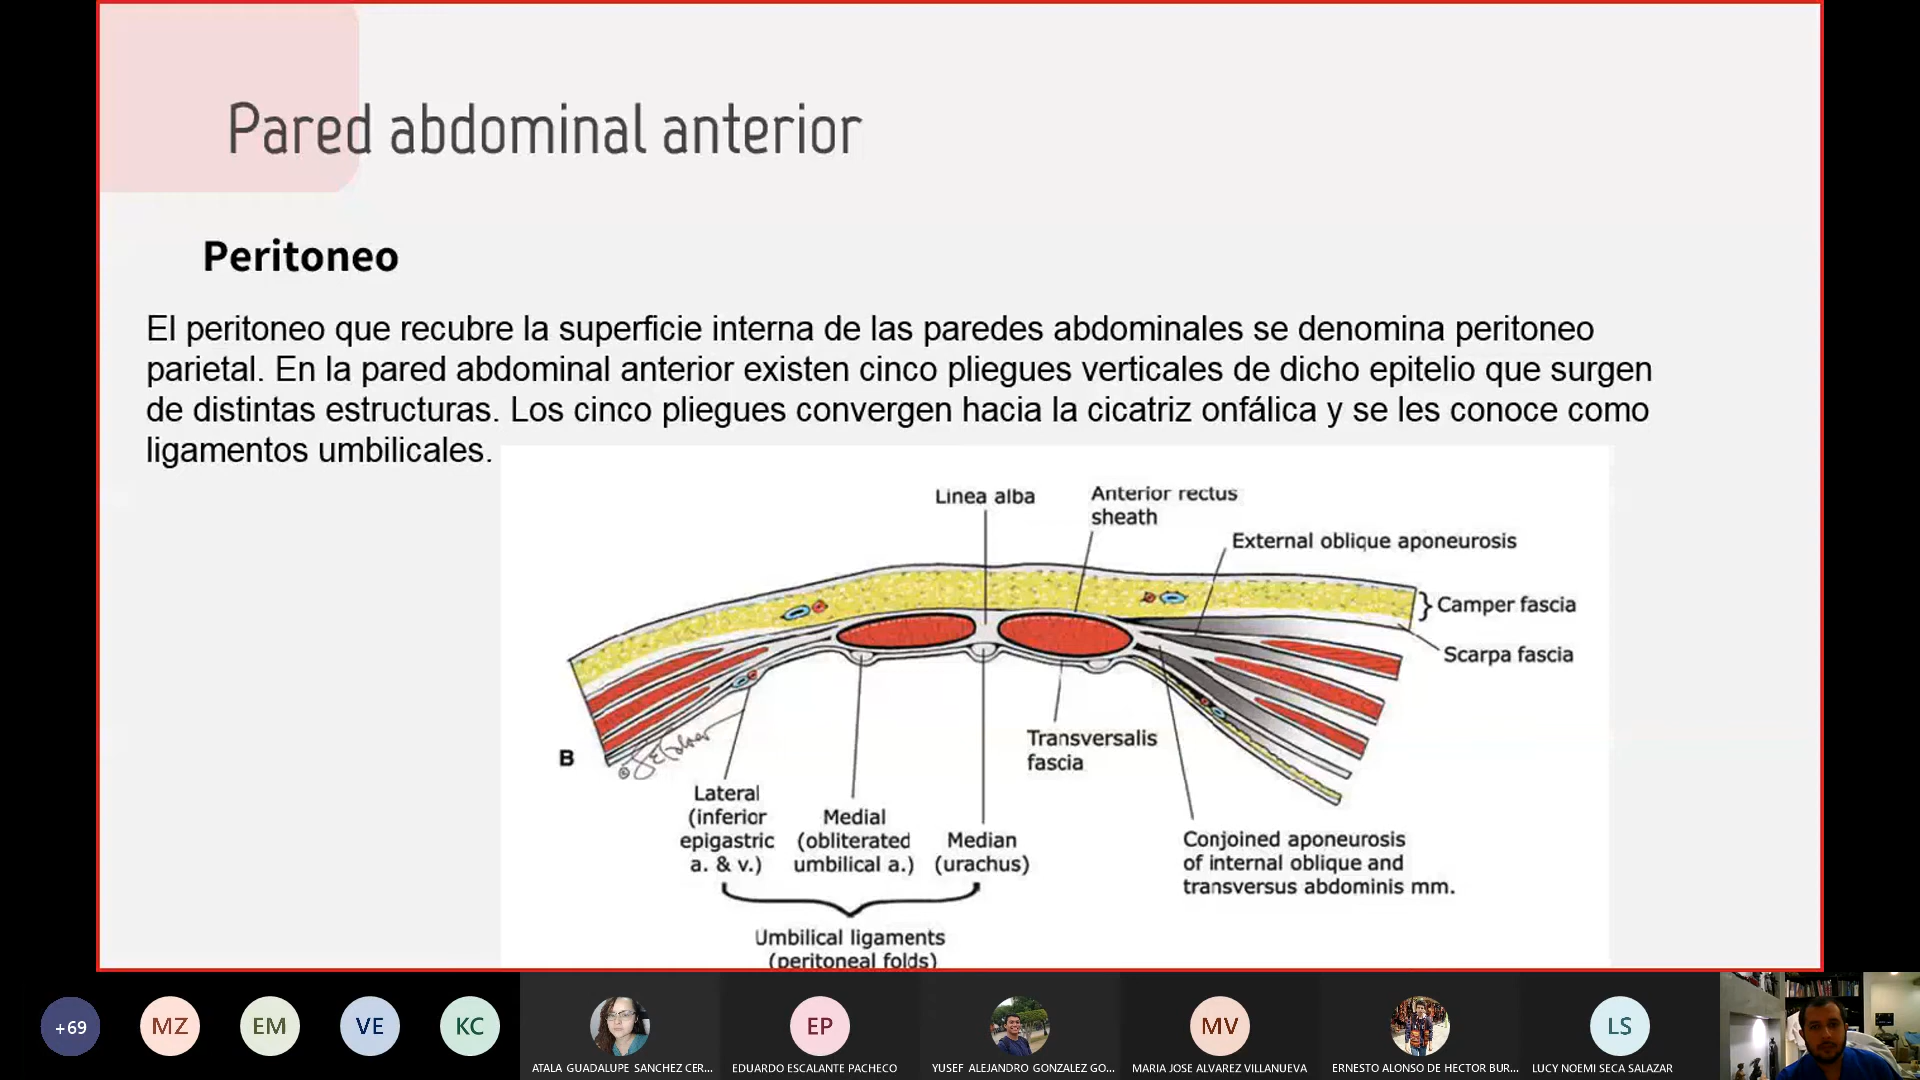 Pared abdominal anterior
Peritoneo
El peritoneo que recubre la superficie interna de las paredes abdominales se denomina peritoneo
parietal. En la pared abdominal anterior existen cinco pliegues verticales de dicho epitelio que surgen
de distintas estructuras. Los cinco pliegues convergen hacia la cicatriz onfálica y se les conoce como
ligamentos umbilicales.
Linea alba
Anterior rectus
sheath
External oblique aponeurosis
Camper fascia
Scarpa fascia
B
Transversalis
fascia
Lateral
(inferior
epigastric
a. & v.)
Medial
(obliterated
umbilical a.)
Median
(urachus)
Conjoined aponeurosis
of internal oblique and
transversus abdominis mm.
Umbilical ligaments
(peritoneal folds)
+69
MZ
EM
VE
KC
ATALA GUADALUPE SANCHEZ CER...
EP
EDUARDO ESCALANTE PACHECO
YUSEF ALEJANDRO GONZALEZ GO...
MV
MARIA JOSE ALVAREZ VILLANUEVA
ERNESTO ALONSO DE HECTOR BUR...
LS
LUCY NOEMI SECA SALAZAR